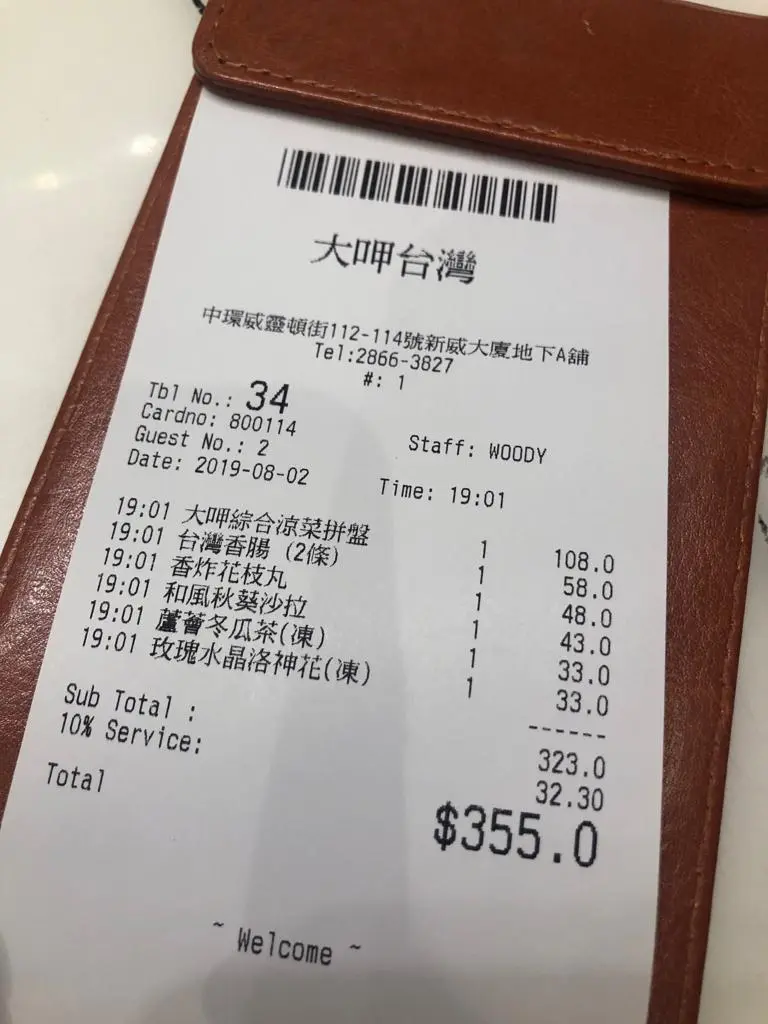 大呷台灣
中環威靈頓街112-114號新威大廈地下A舖
Tel:2866-3827
#: 1
Tbl No.: 34
Cardno: 800114
Staff: WOODY
Guest No.: 2
Date: 2019-08-02 Time: 19:01
19:01 大呷綜合涼菜拼盤 1 108.0
19:01 台灣香腸 (2條) 1 58.0
19:01 香炸花枝丸 1 48.0
19:01 和風秋葵沙拉 1 43.0
19:01 蘆薈冬瓜茶(凍) 1 33.0
19:01 玫瑰水晶洛神花(凍) 1 33.0
------
Sub Total : 323.0
10% Service: 32.30
Total $355.0
~ Welcome ~